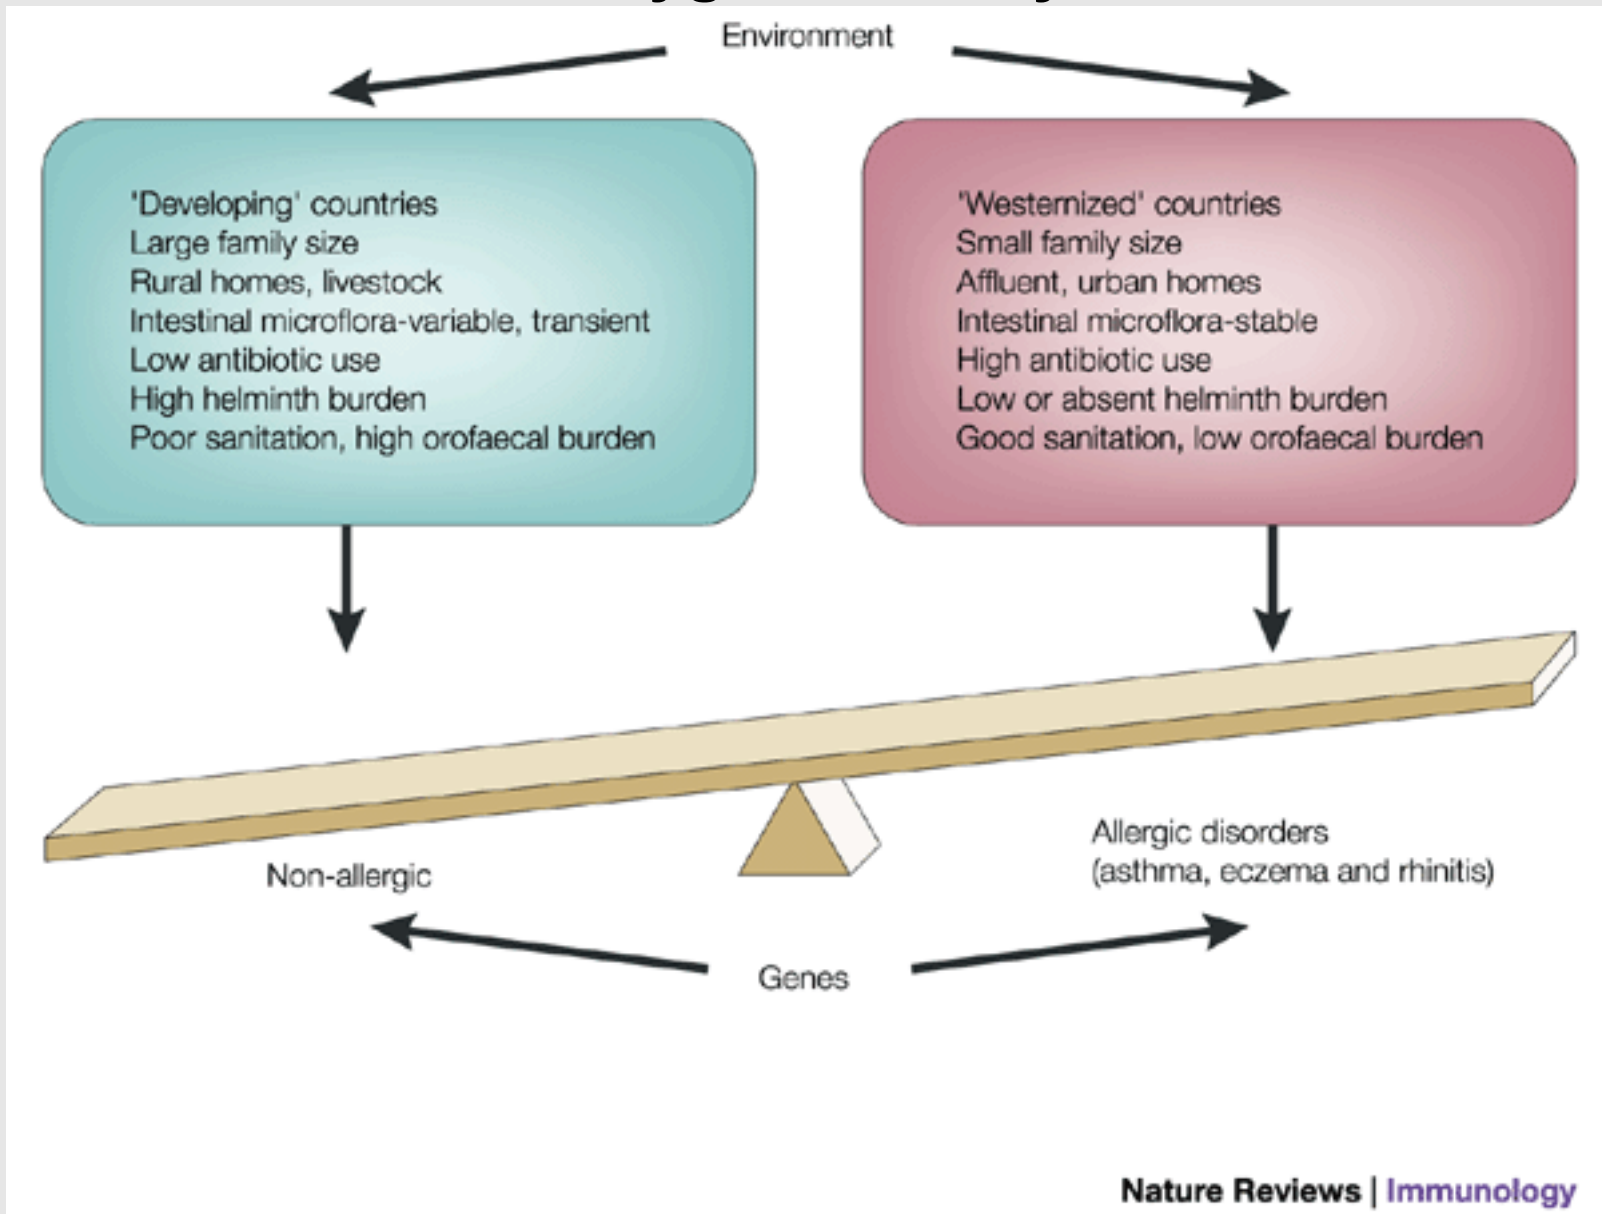 Environment
'Developing' countries
Large family size
Rural homes, livestock
Intestinal microflora-variable, transient
Low antibiotic use
High helminth burden
Poor sanitation, high orofaecal burden
'Westernized' countries
Small family size
Affluent, urban homes
Intestinal microflora-stable
High antibiotic use
Low or absent helminth burden
Good sanitation, low orofaecal burden
Non-allergic
Allergic disorders
(asthma, eczema and rhinitis)
Genes
Nature Reviews | Immunology